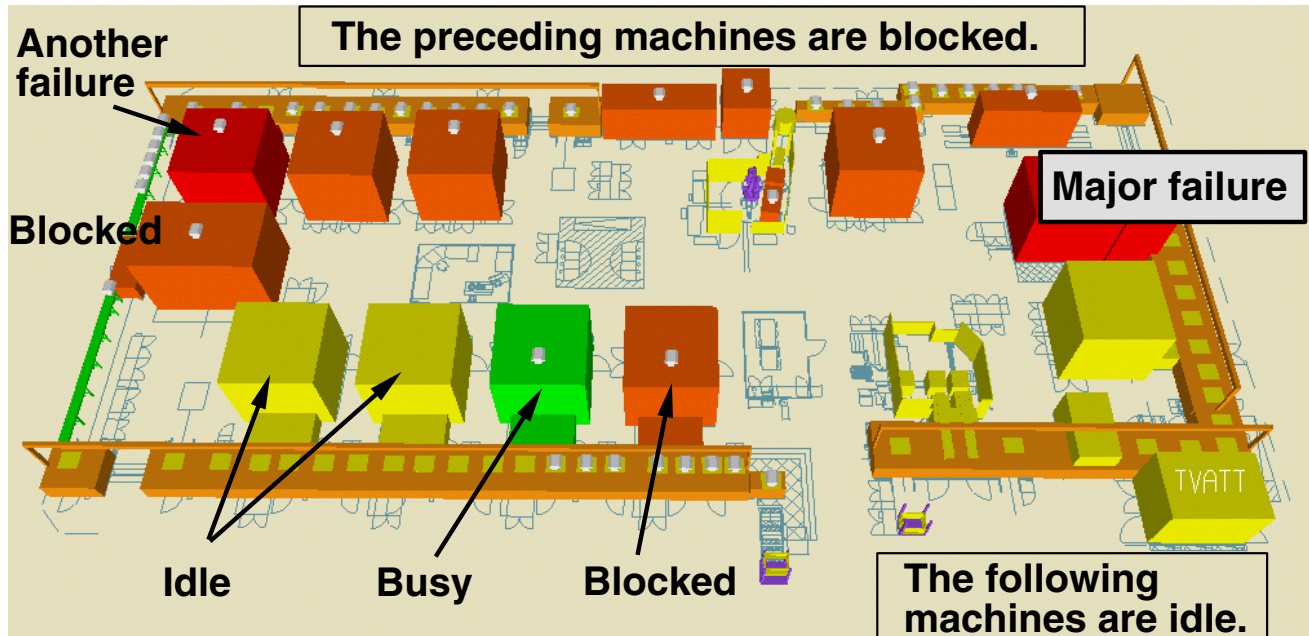 Another
failure
The preceding machines are blocked.
Major failure
Blocked
TVATT
Idle
Busy
Blocked
The following
machines are idle.